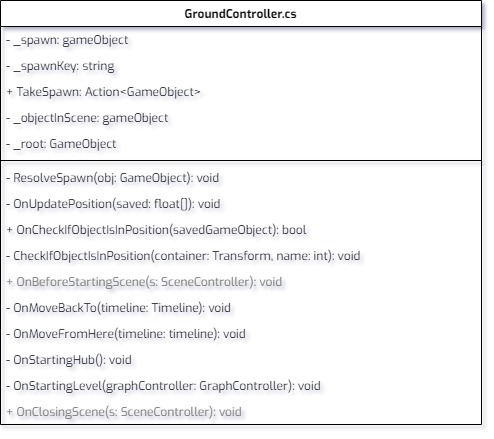 GroundController.cs
- _spawn: gameObject
- _spawnKey: string
+ TakeSpawn: Action<GameObject>
- _objectInScene: gameObject
- _root: GameObject
- ResolveSpawn(obj: GameObject): void
- OnUpdatePosition(saved: float[]): void
+ OnCheckIfObjectIsInPosition(savedGameObject): bool
- CheckIfObjectIsInPosition(container: Transform, name: int): void
+ OnBeforeStartingScene(s: SceneController): void
- OnMoveBackTo(timeline: Timeline): void
- OnMoveFromHere(timeline: timeline): void
- OnStartingHub(): void
- OnStartingLevel(graphController: GraphController): void
+ OnClosingScene(s: SceneController): void